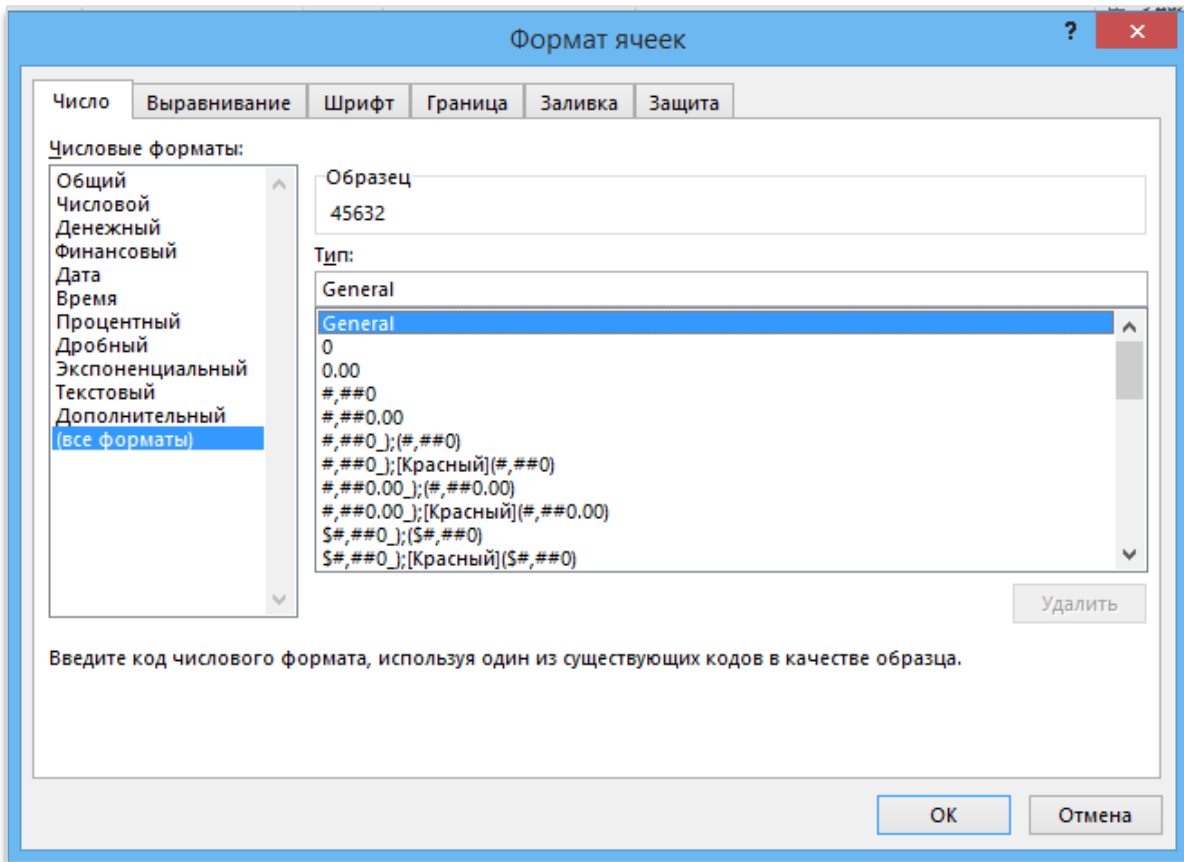 Формат ячеек
?
Число Выравнивание Шрифт Граница Заливка Защита
Числовые форматы:
Общий
Числовой
Денежный
Финансовый
Дата
Время
Процентный
Дробный
Экспоненциальный
Текстовый
Дополнительный
(все форматы)
Образец
45632
Тип:
General
General
0
0.00
#,##0
#,##0.00
#,##0_);(#,##0)
#,##0_);[Красный](#,##0)
#,##0.00_);(#,##0.00)
#,##0.00_);[Красный](#,##0.00)
$#,##0_);($#,##0)
$#,##0_);[Красный]($#,##0)
Удалить
Введите код числового формата, используя один из существующих кодов в качестве образца.
ОК Отмена